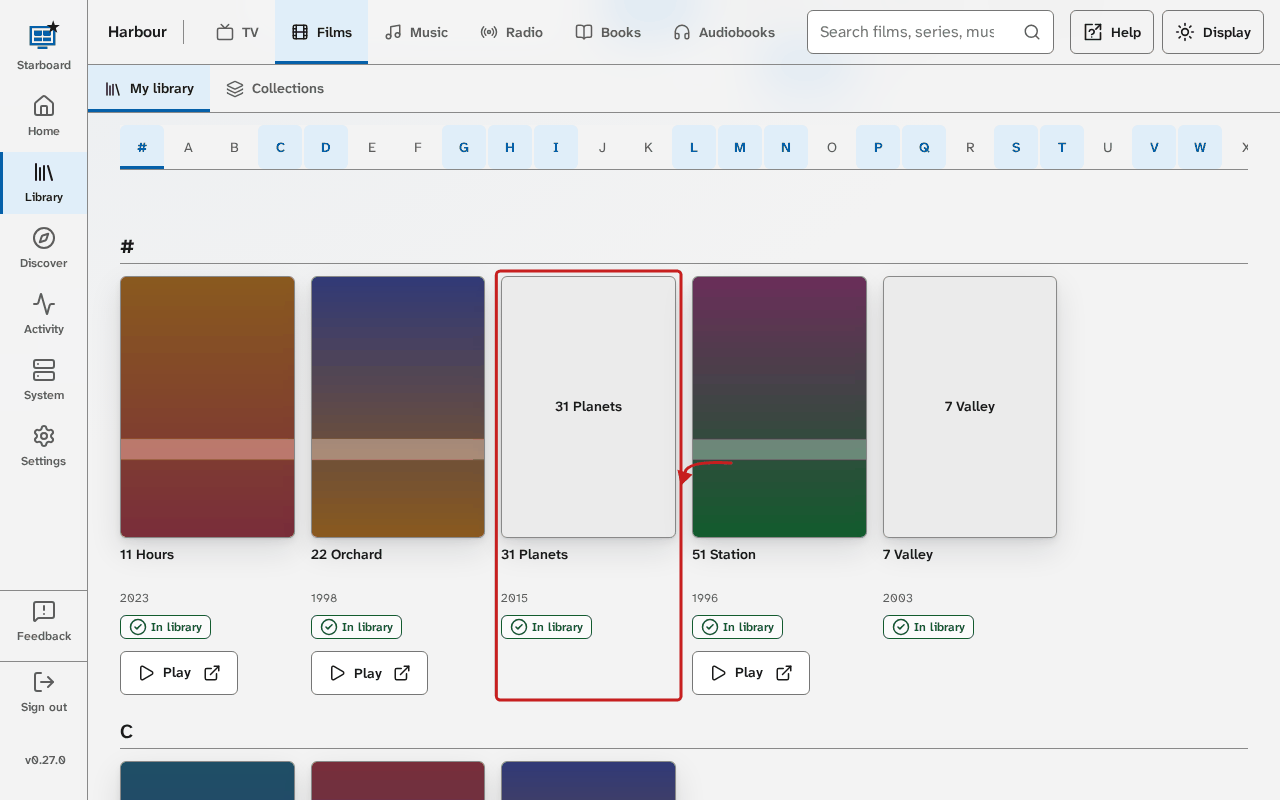 Harbour
TV
Films
Music
Radio
Books
Audiobooks
Search films, series, mus
Help
Display
Starboard
Home
Library
Discover
Activity
System
Settings
Feedback
Sign out
v0.27.0
My library
Collections
# A B C D E F G H I J K L M N O P Q R S T U V W X
#
31 Planets
7 Valley
11 Hours
22 Orchard
31 Planets
51 Station
7 Valley
2023
1998
2015
1996
2003
In library
In library
In library
In library
In library
Play
Play
Play
C